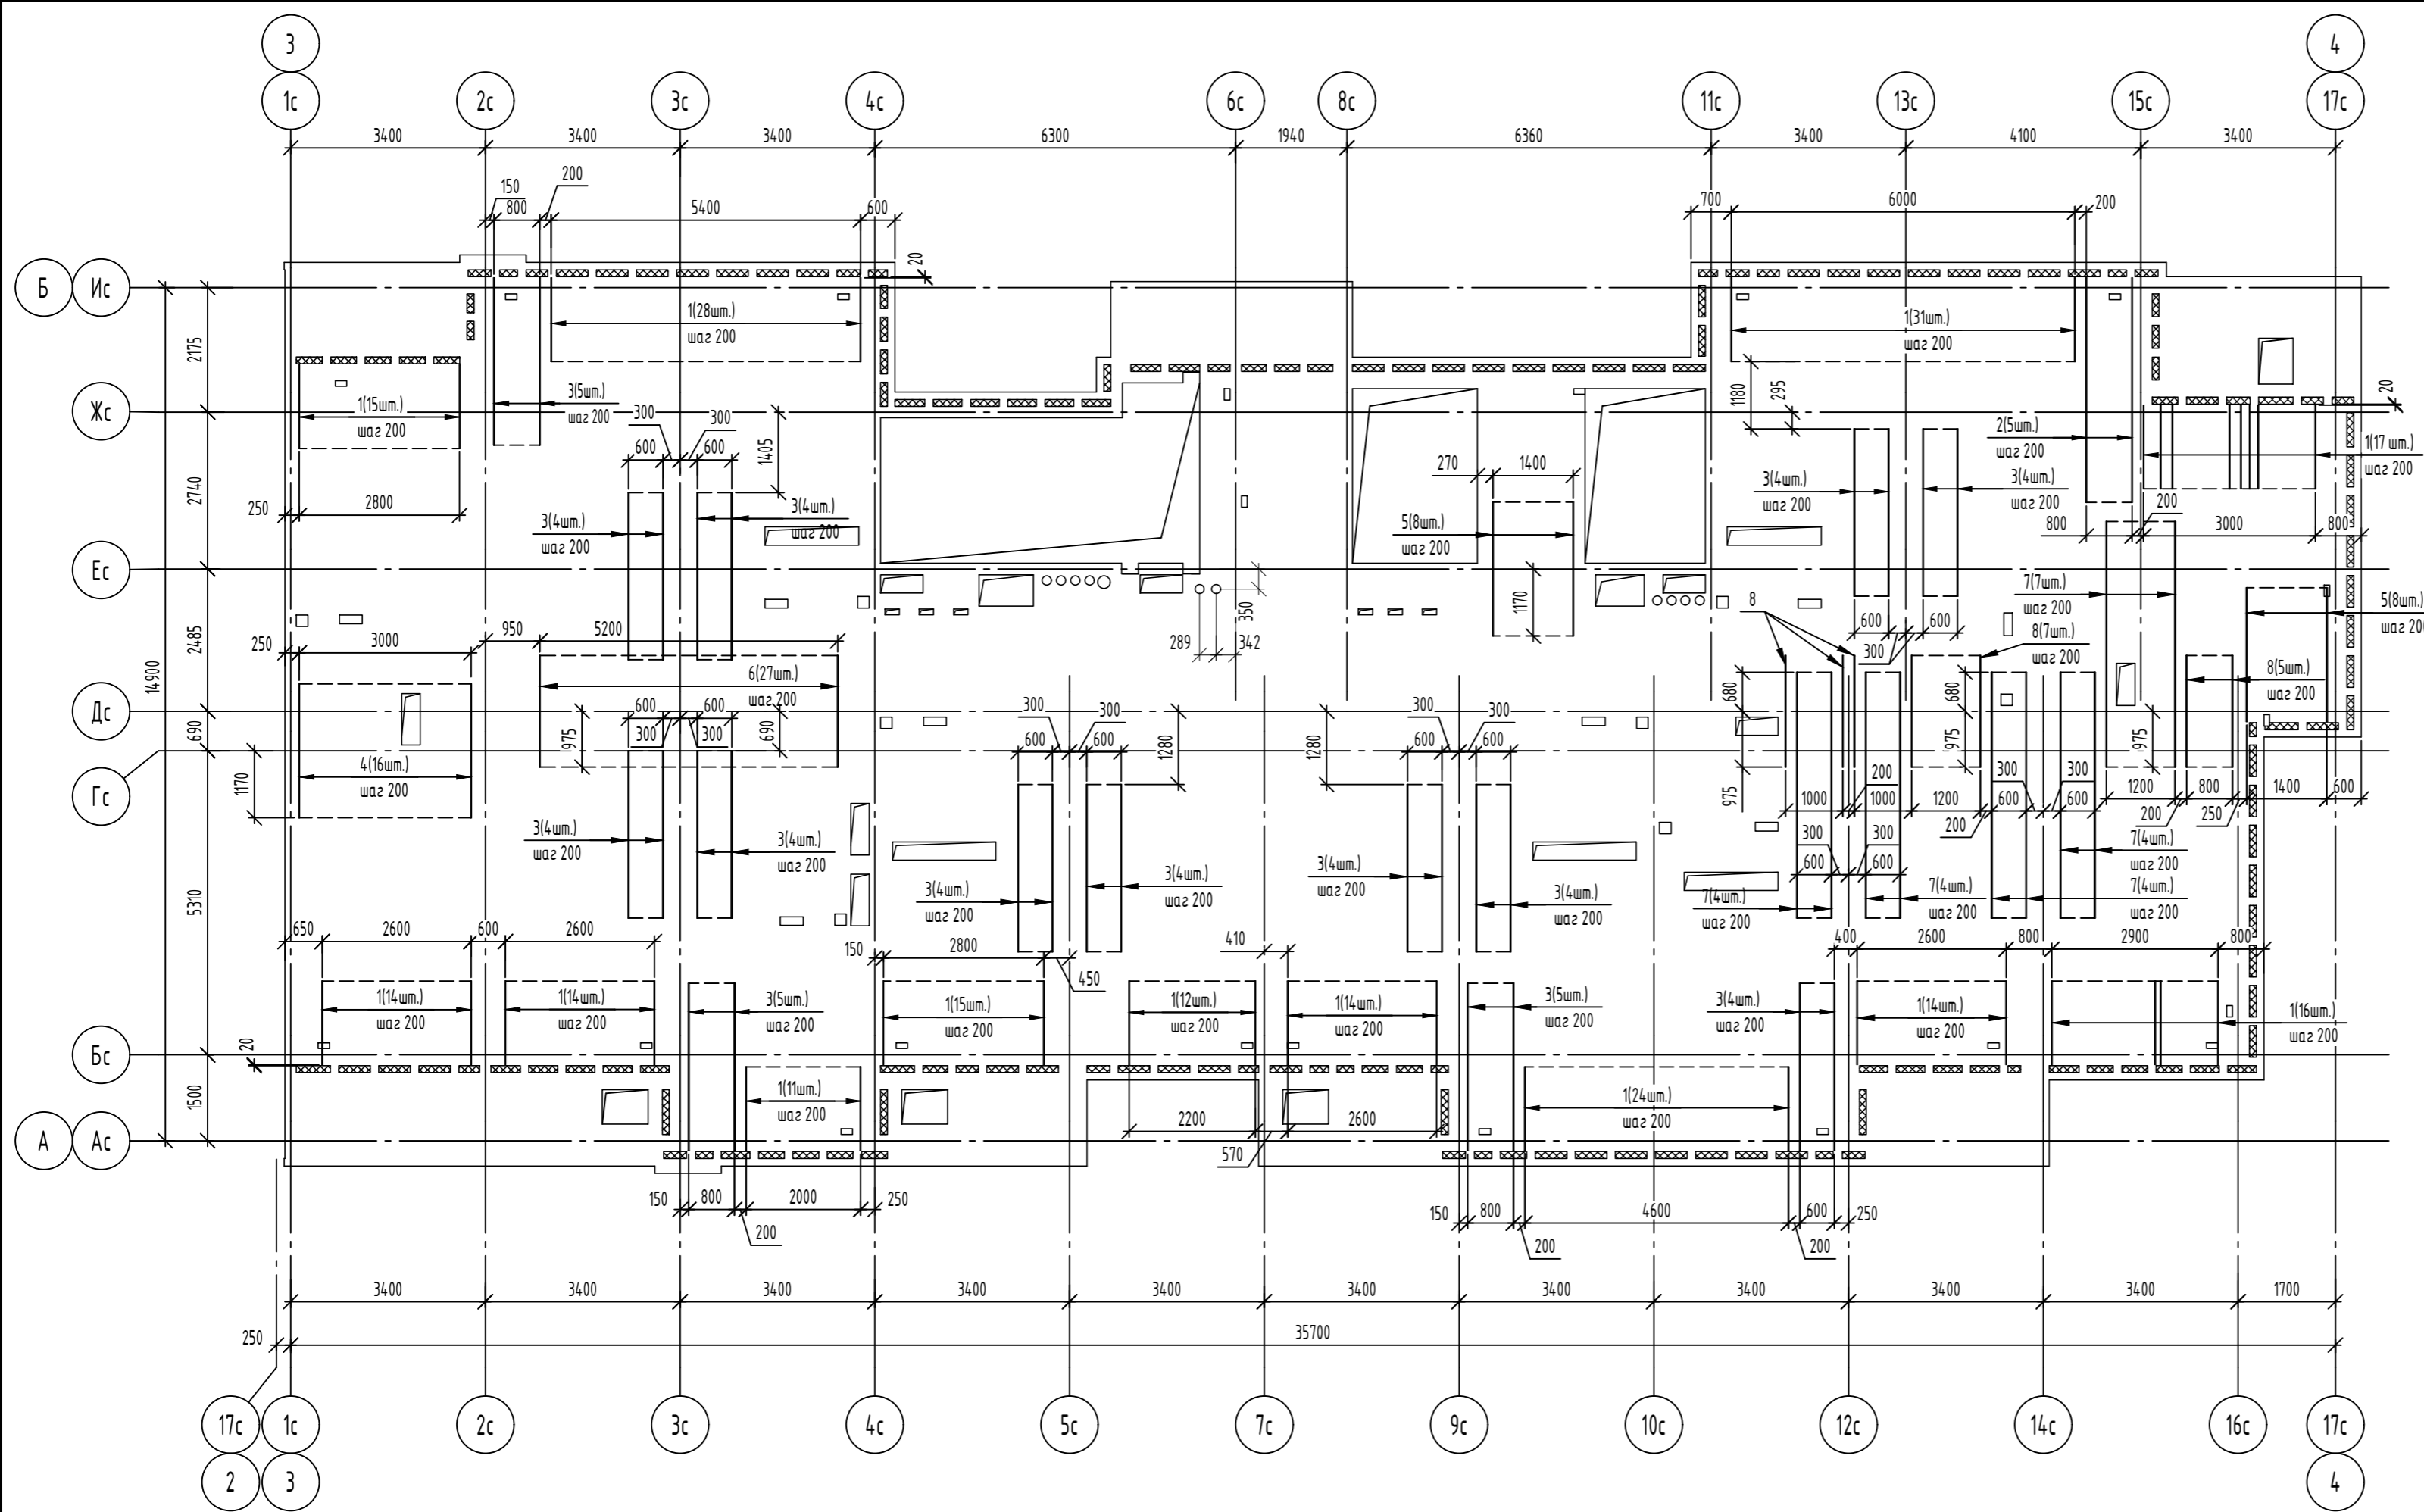 3 4
1с 2с 3с 4с 6с 8с 11с 13с 15с 17с
3400 3400 3400 6300 1940 6360 3400 4100 3400
150 200
800 5400 600 700 6000 200
20
Б Ис
1(28шт.)
шаг 200
1(31шт.)
шаг 200
2175
1180 295
20
Жс
1(15шт.)
шаг 200
3(5шт.)
шаг 200
300 300
600 600
1405
2(5шт.)
шаг 200
1(17 шт.)
шаг 200
270 1400
3(4шт.)
шаг 200
3(4шт.)
шаг 200
2740
250 2800
3(4шт.)
шаг 200
3(4шт.)
шаг 200
5(8шт.)
шаг 200
200
800 3000 800
Ес
7(7шт.)
шаг 200
350
1170
8
5(8шт.)
шаг 200
2485
250 3000 950 5200
289 342
600 600
300
8(7шт.)
шаг 200
14900
6(27шт.)
шаг 200
8(5шт.)
шаг 200
680 680
600 600
300 300
975 690
Дс
690
300 300
600 600
1280
1280
300 300
600 600
975 975 975
Гс
1170
4(16шт.)
шаг 200
200 300 300
1000 1000 1200 600 600
200
1200 800 1400 600
200 250
3(4шт.)
шаг 200
3(4шт.)
шаг 200
300 300
600 600
7(4шт.)
шаг 200
3(4шт.)
шаг 200
3(4шт.)
шаг 200
3(4шт.)
шаг 200
3(4шт.)
шаг 200
7(4шт.)
шаг 200
7(4шт.)
шаг 200
7(4шт.)
шаг 200
5310
650 2600 600 2600
150 2800 450
410
400 2600 800 2900 800
1(14шт.)
шаг 200
1(14шт.)
шаг 200
3(5шт.)
шаг 200
1(15шт.)
шаг 200
1(12шт.)
шаг 200
1(14шт.)
шаг 200
3(5шт.)
шаг 200
3(4шт.)
шаг 200
1(14шт.)
шаг 200
1(16шт.)
шаг 200
20
Бс
1500
1(11шт.)
шаг 200
1(24шт.)
шаг 200
2200 2600
570
А Ас
150 800 2000 250
200
150 800 4600 600 250
200 200
3400 3400 3400 3400 3400 3400 3400 3400 3400 3400 1700
250 35700
17с 1с 2с 3с 4с 5с 7с 9с 10с 12с 14с 16с 17с
2 3 4